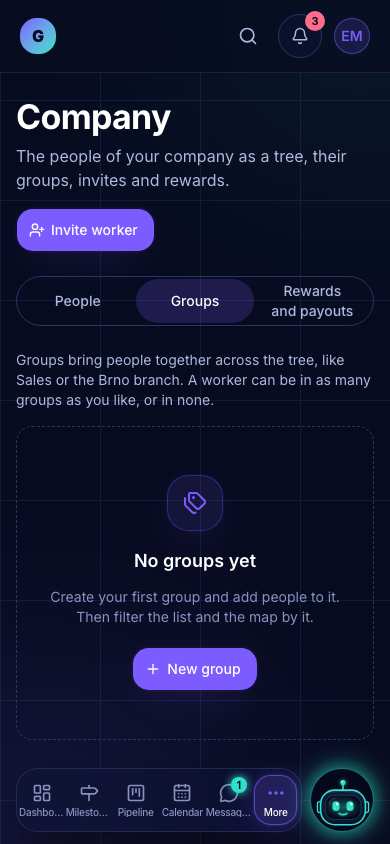 G
3
EM
Company
The people of your company as a tree, their
groups, invites and rewards.
Invite worker
People
Groups
Rewards
and payouts
Groups bring people together across the tree, like
Sales or the Brno branch. A worker can be in as many
groups as you like, or in none.
No groups yet
Create your first group and add people to it.
Then filter the list and the map by it.
New group
1
Dashbo...
Milesto...
Pipeline
Calendar
Messag...
More